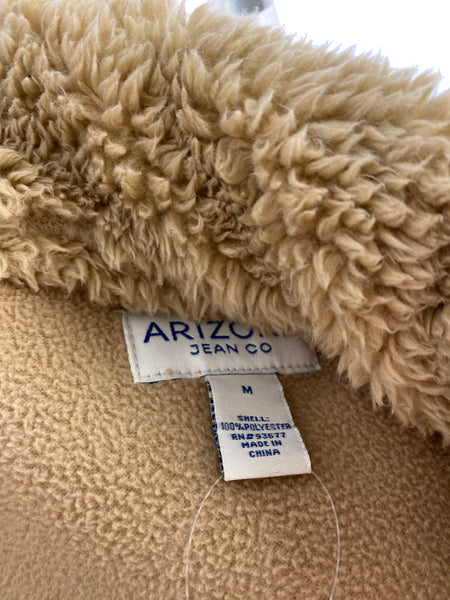 ARIZON
JEAN CO
M
SHELL:
100%POLYESTER
RN#93677
MADE IN
CHINA